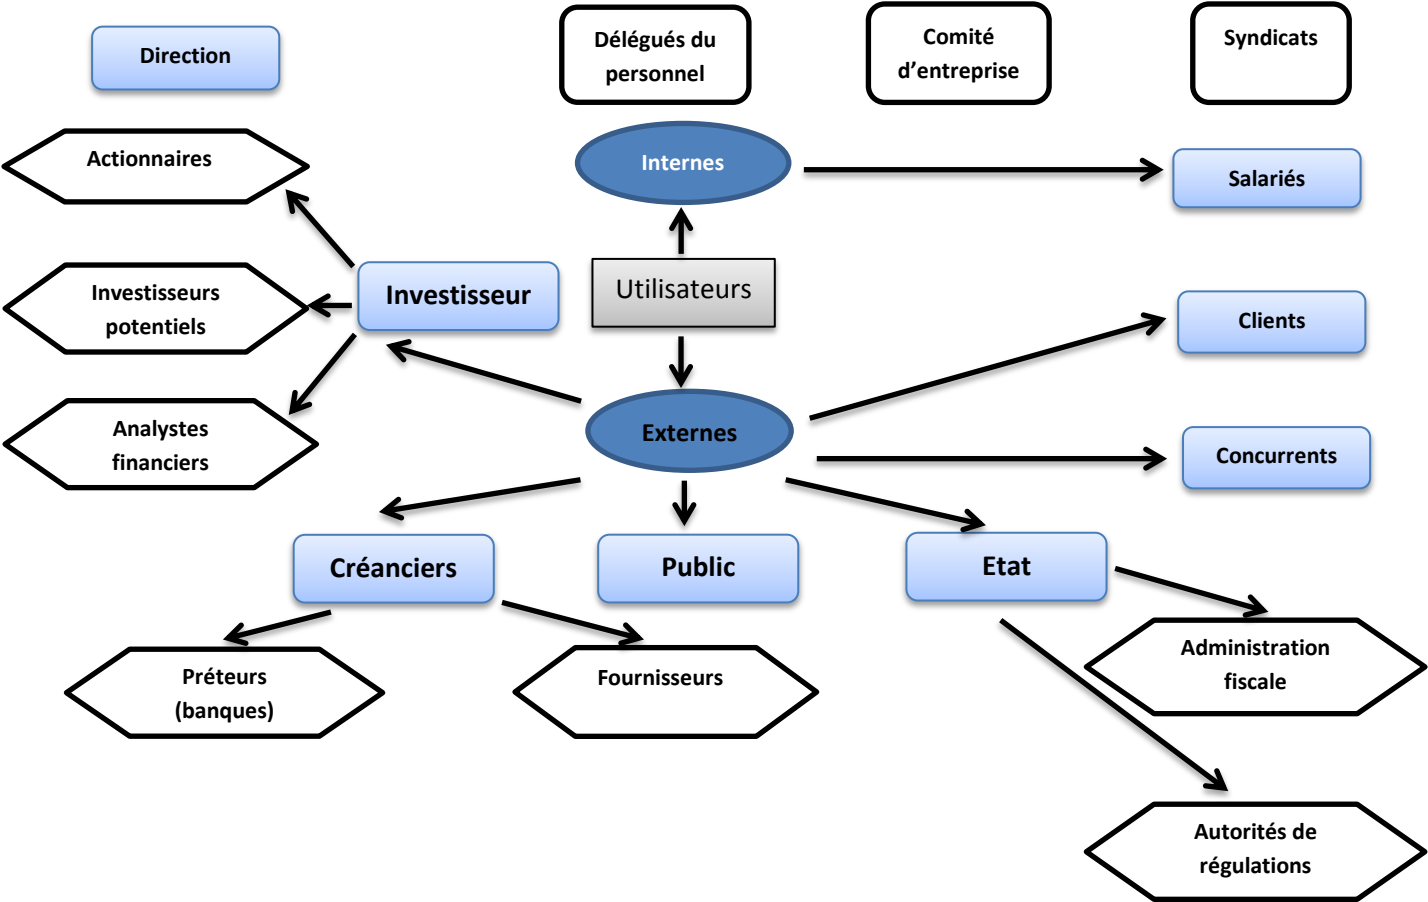 Direction
Délégués du
personnel
Comité
d’entreprise
Syndicats
Actionnaires
Internes
Salariés
Investisseurs
potentiels
Investisseur
Utilisateurs
Clients
Analystes
financiers
Externes
Concurrents
Créanciers
Public
Etat
Préteurs
(banques)
Fournisseurs
Administration
fiscale
Autorités de
régulations